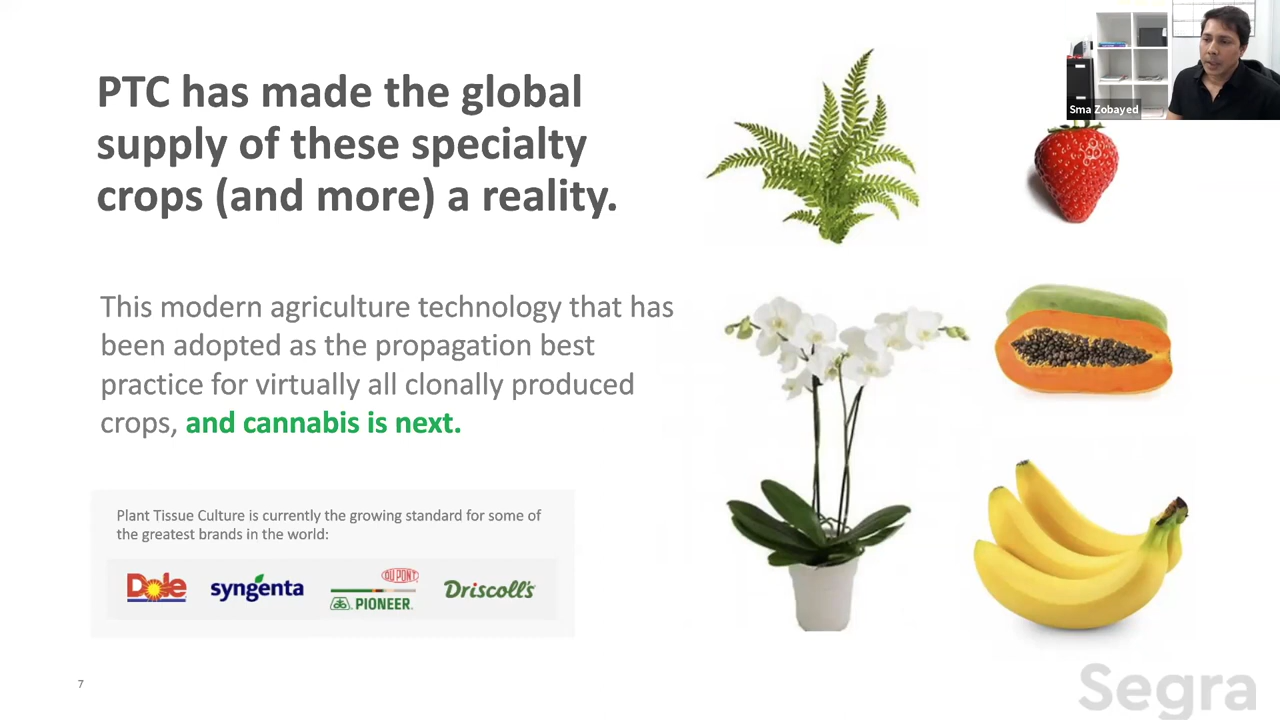 PTC has made the global
supply of these specialty
crops (and more) a reality.
This modern agriculture technology that has
been adopted as the propagation best
practice for virtually all clonally produced
crops, and cannabis is next.
Plant Tissue Culture is currently the growing standard for some of
the greatest brands in the world:
Dole
syngenta
DUPONT
PIONEER.
Driscoll's
7
Sma Zobayed
Segra